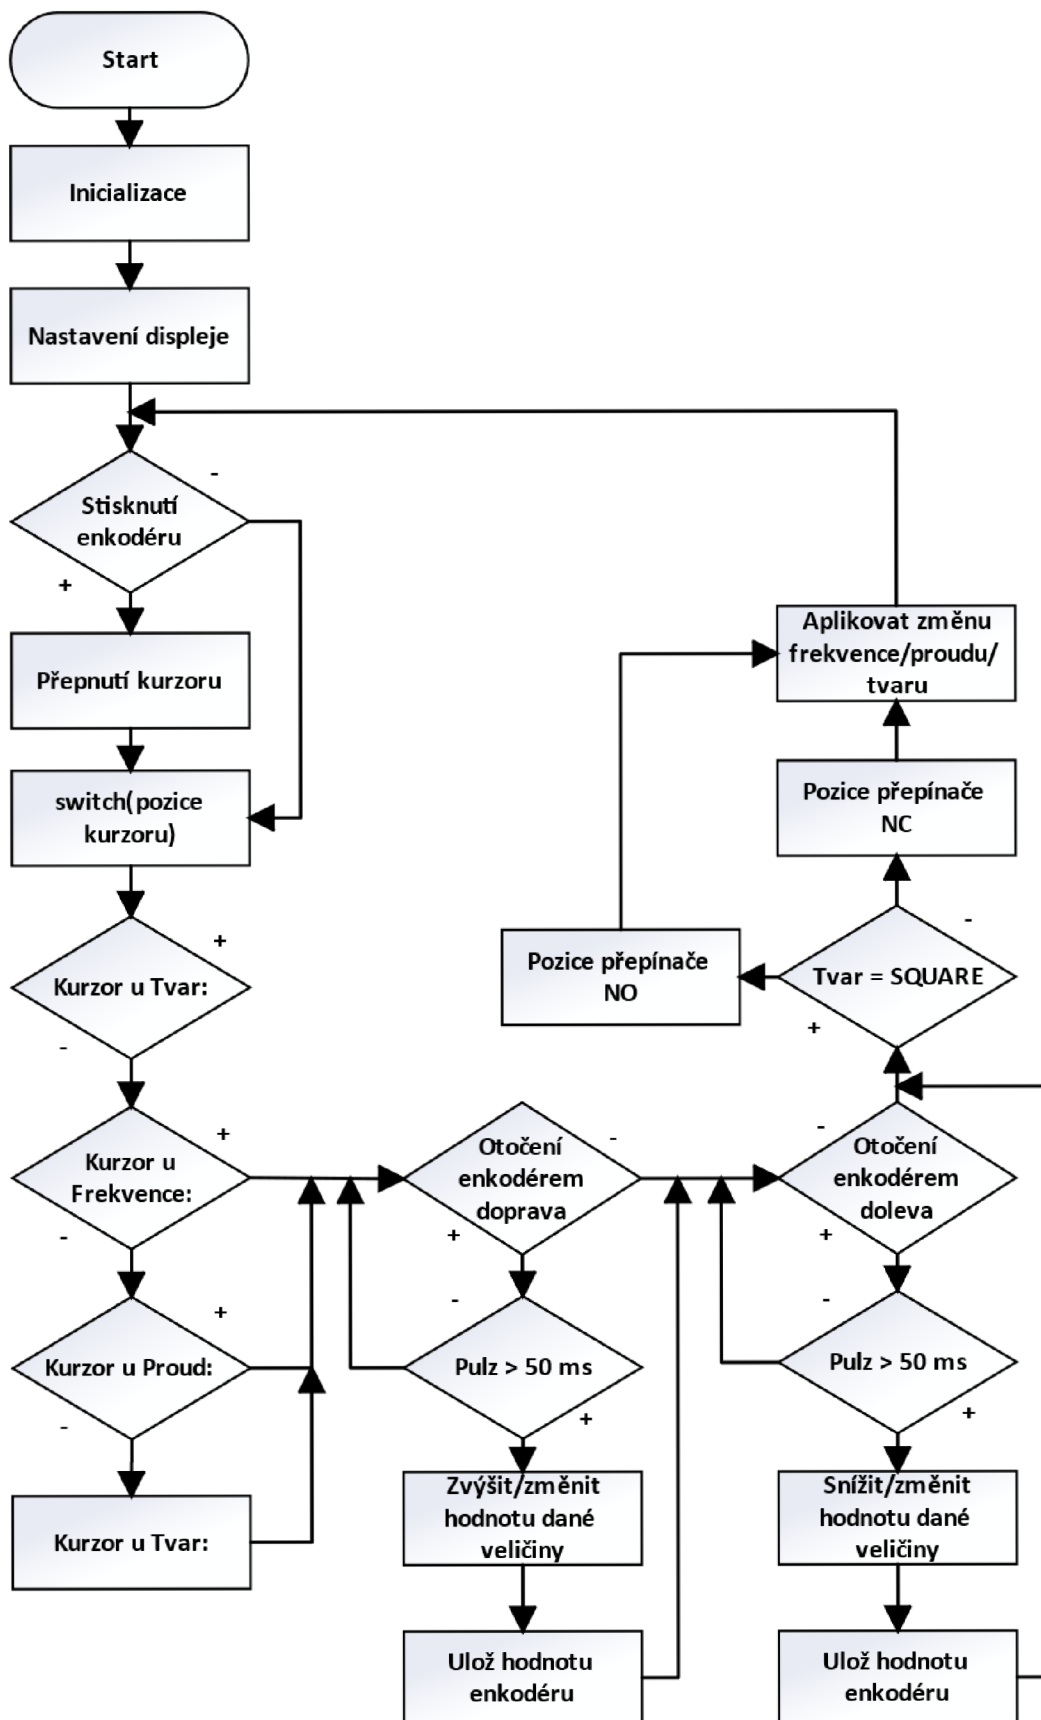 Start
Inicializace
Nastavení displeje
-
Stisknutí
enkodéru
+
Přepnutí kurzoru
switch(pozice
kurzoru)
+
Kurzor u Tvar:
-
+
Kurzor u
Frekvence:
-
+
Kurzor u Proud:
-
Kurzor u Tvar:
-
Otočení
enkodérem
doprava
+
-
Pulz > 50 ms
+
Zvýšit/změnit
hodnotu dané
veličiny
Ulož hodnotu
enkodéru
-
Otočení
enkodérem
doleva
+
-
Pulz > 50 ms
+
Snížit/změnit
hodnotu dané
veličiny
Ulož hodnotu
enkodéru
-
Tvar = SQUARE
+
Pozice přepínače
NO
Pozice přepínače
NC
Aplikovat změnu
frekvence/proudu/
tvaru